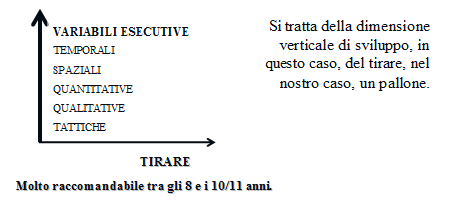 VARIABILI ESECUTIVE
TEMPORALI
SPAZIALI
QUANTITATIVE
QUALITATIVE
TATTICHE
TIRARE
Molto raccomandabile tra gli 8 e i 10/11 anni.
Si tratta della dimensione
verticale di sviluppo, in
questo caso, del tirare, nel
nostro caso, un pallone.